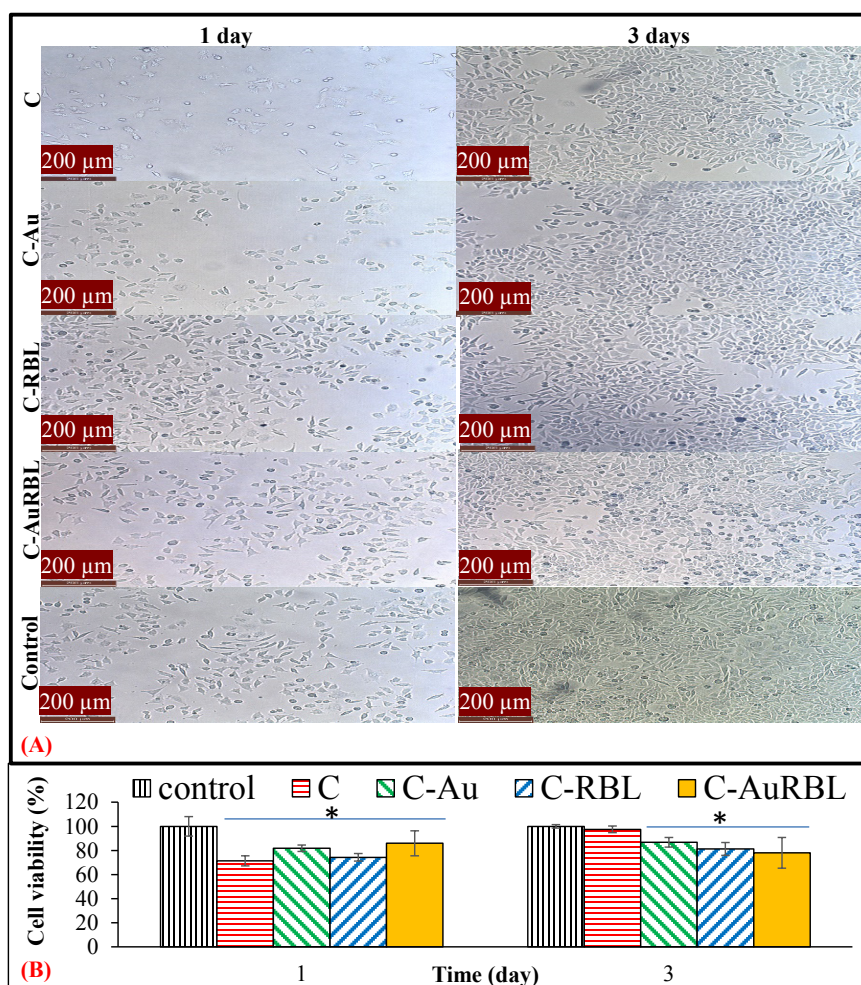 1 day 3 days
C
200 µm 200 µm
C-Au
200 µm 200 µm
C-RBL
200 µm 200 µm
C-AuRBL
200 µm 200 µm
Control
200 µm 200 µm
(A)
control C C-Au C-RBL C-AuRBL
Cell viability (%)
120
100
80
60
40
20
0
* *
1 Time (day) 3
(B)